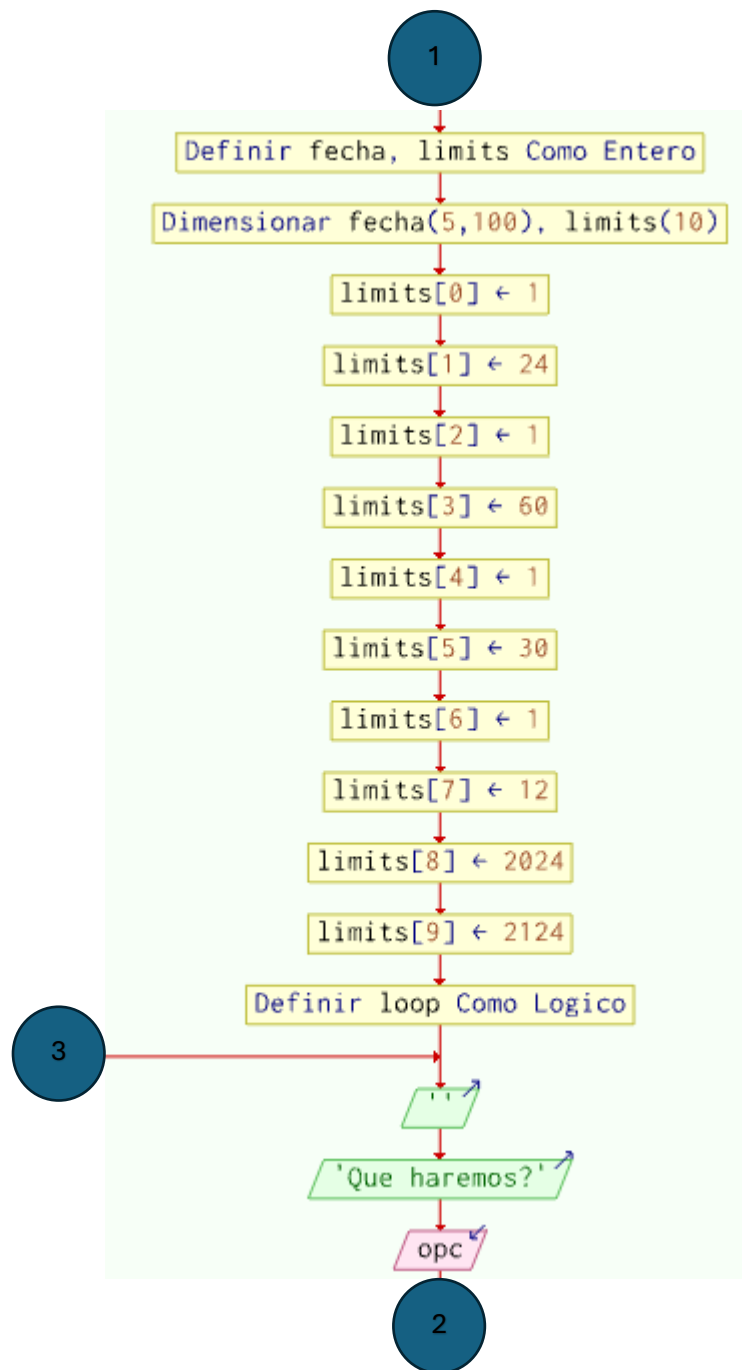 1
Definir fecha, limits Como Entero
Dimensionar fecha(5,100), limits(10)
limits[0] ← 1
limits[1] ← 24
limits[2] ← 1
limits[3] ← 60
limits[4] ← 1
limits[5] ← 30
limits[6] ← 1
limits[7] ← 12
limits[8] ← 2024
limits[9] ← 2124
Definir loop Como Logico
3
''
'Que haremos?'
opc
2